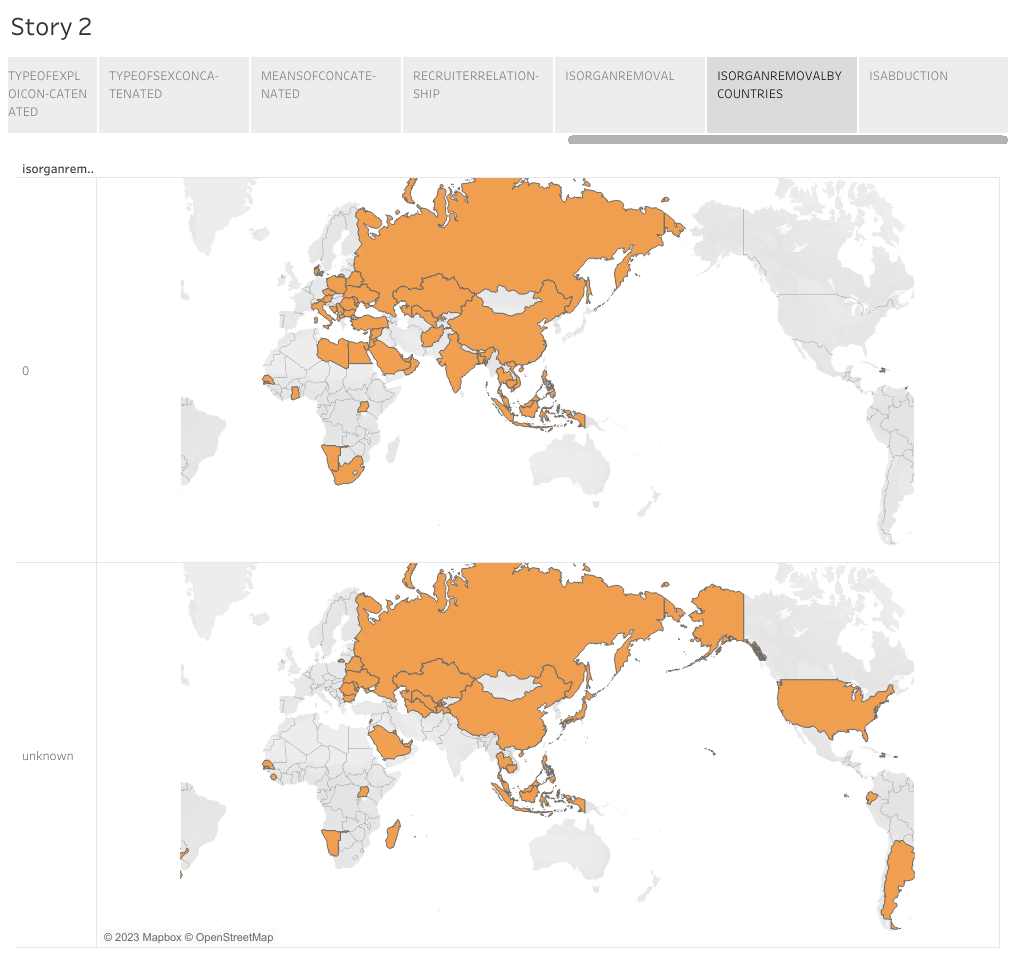 Story 2
TYPEOFEXPL
OICON-CATEN
ATED
TYPEOFSEXCONCA-
TENATED
MEANSOFCONCATE-
NATED
RECRUITERRELATION-
SHIP
ISORGANREMOVAL
ISORGANREMOVALBY
COUNTRIES
ISABDUCTION
isorganrem..
0
unknown
© 2023 Mapbox © OpenStreetMap